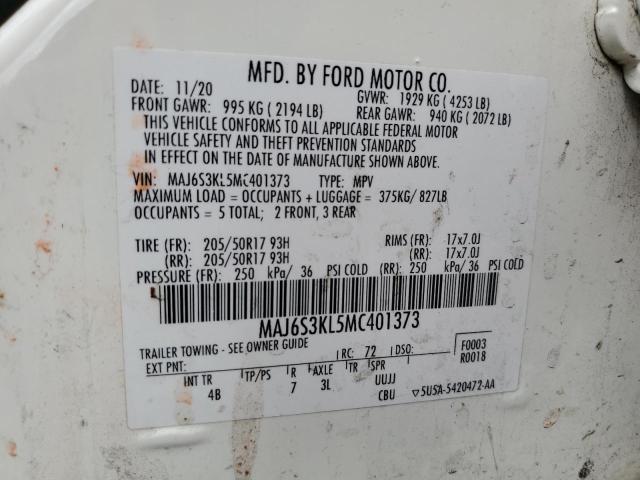 MFD. BY FORD MOTOR CO.
DATE: 11/20 GVWR: 1929 KG ( 4253 LB)
FRONT GAWR: 995 KG ( 2194 LB) REAR GAWR: 940 KG ( 2072 LB)
THIS VEHICLE CONFORMS TO ALL APPLICABLE FEDERAL MOTOR
VEHICLE SAFETY AND THEFT PREVENTION STANDARDS
IN EFFECT ON THE DATE OF MANUFACTURE SHOWN ABOVE.
VIN: MAJ6S3KL5MC401373 TYPE: MPV
MAXIMUM LOAD = OCCUPANTS + LUGGAGE = 375KG/ 827LB
OCCUPANTS = 5 TOTAL; 2 FRONT, 3 REAR
TIRE (FR): 205/50R17 93H RIMS (FR): 17x7.0J
(RR): 205/50R17 93H (RR): 17x7.0J
PRESSURE (FR): 250 kPa/ 36 PSI COLD (RR): 250 kPa/ 36 PSI COLD
MAJ6S3KL5MC401373
TRAILER TOWING - SEE OWNER GUIDE F0003
EXT PNT: RC: 72 DSO: R0018
INT TR TP/PS R AXLE TR SPR UUJJ
4B 7 3L CBU ▽5U5A-5420472-AA